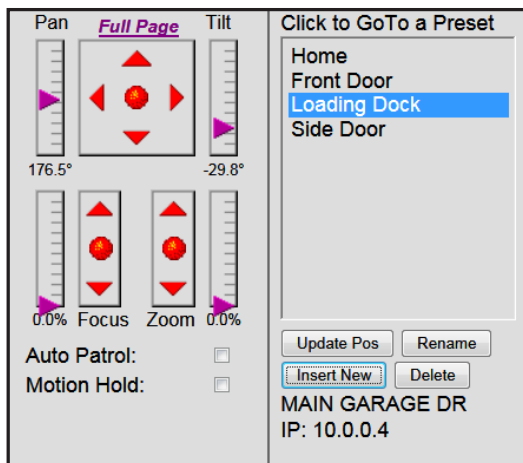 Pan Full Page Tilt
176.5° -29.8°
0.0% Focus Zoom 0.0%
Auto Patrol:
Motion Hold:
Click to GoTo a Preset
Home
Front Door
Loading Dock
Side Door
Update Pos Rename
Insert New Delete
MAIN GARAGE DR
IP: 10.0.0.4